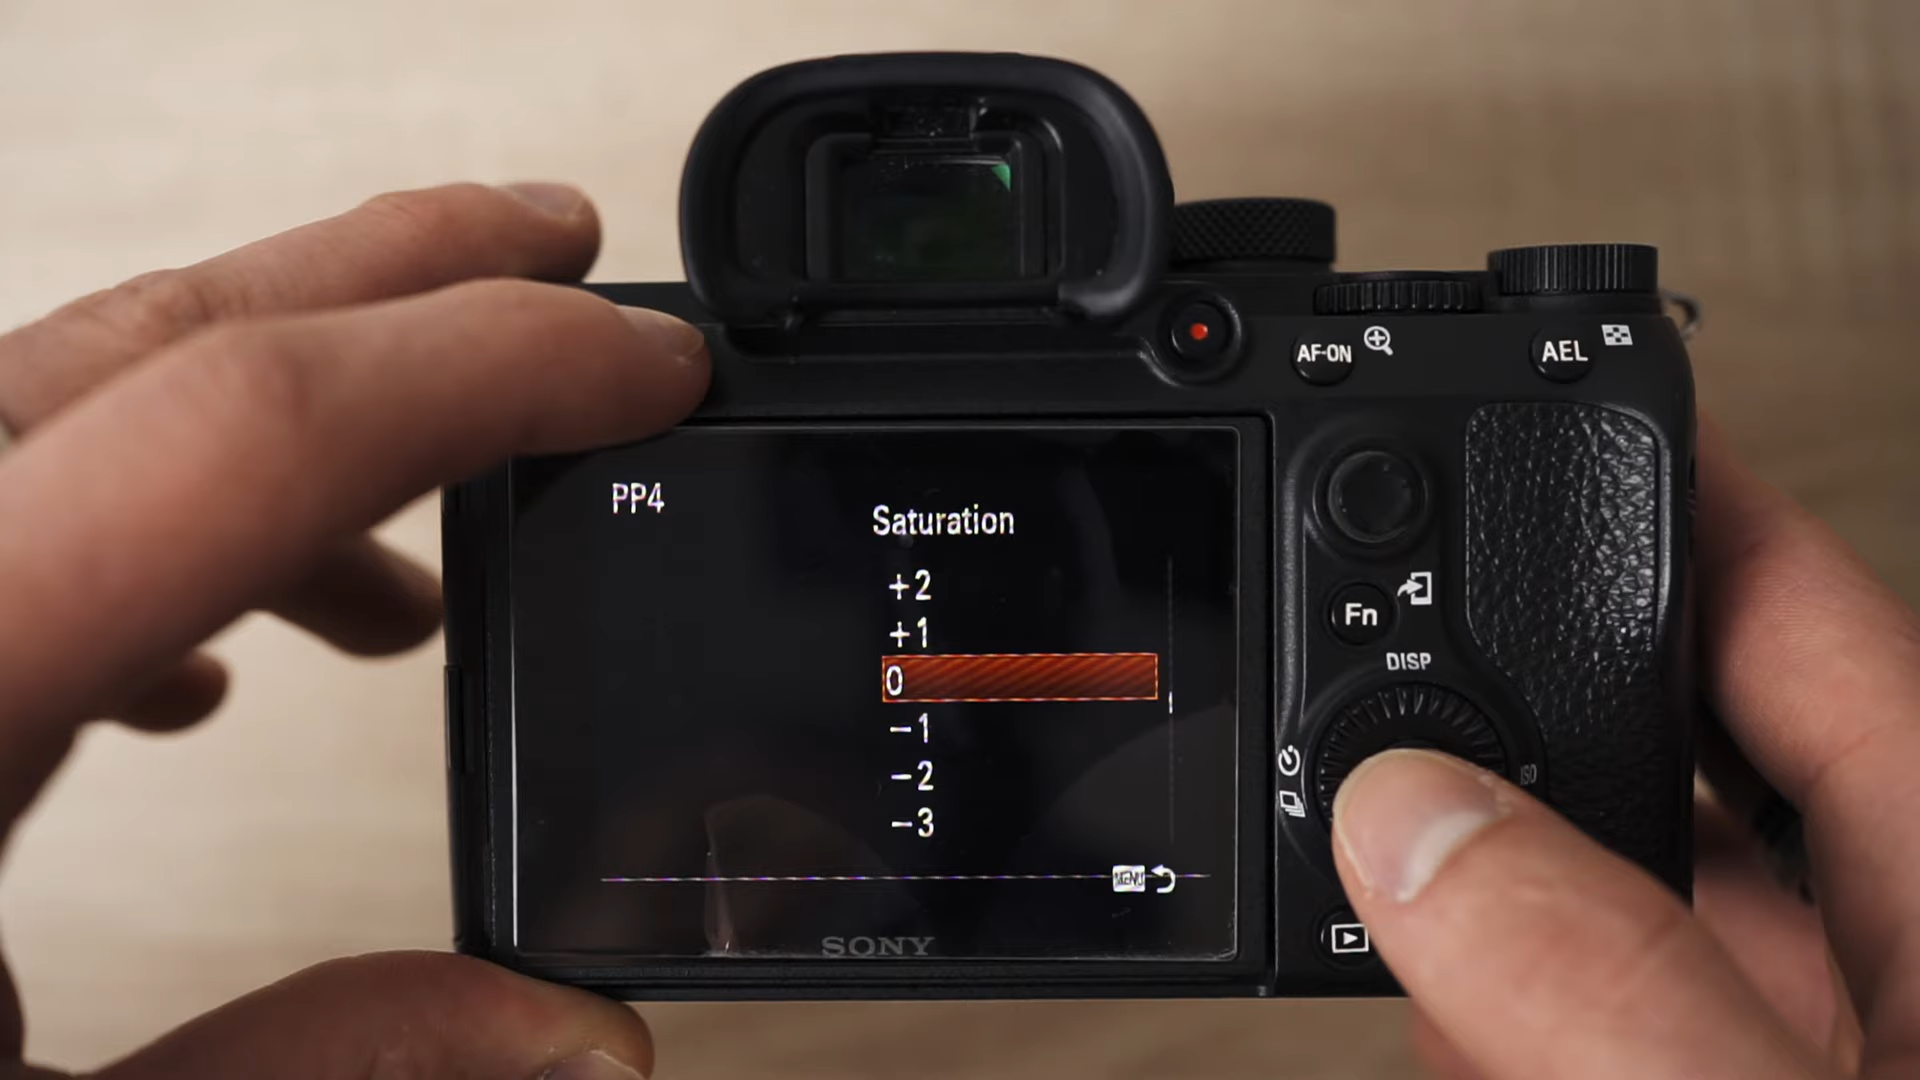 AF-ON
AEL
PP4
Saturation
+2
+1
0
−1
−2
−3
MENU
SONY
Fn
DISP
ISO